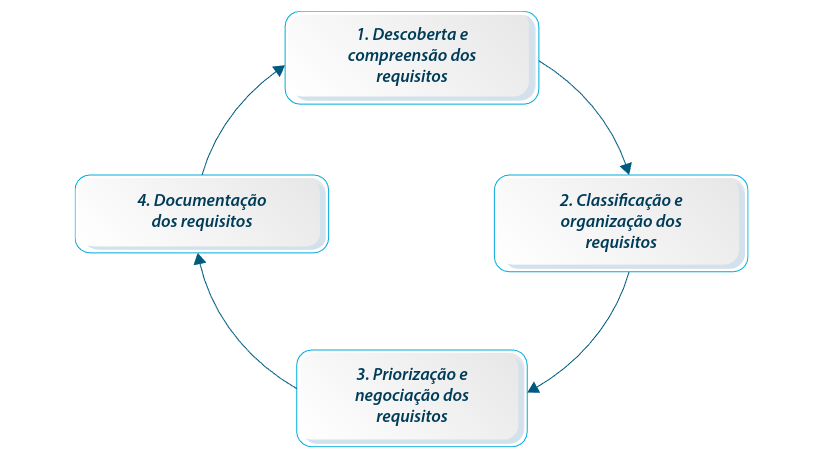 1. Descoberta e
compreensão dos
requisitos
2. Classificação e
organização dos
requisitos
3. Priorização e
negociação dos
requisitos
4. Documentação
dos requisitos